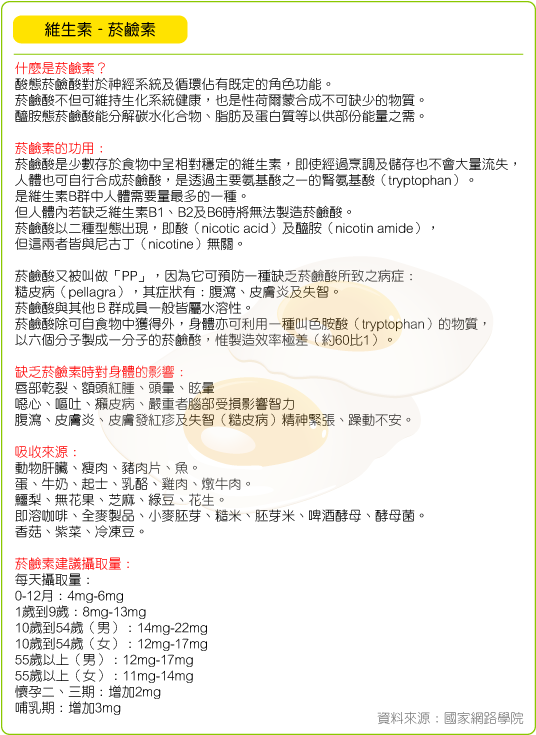 維生素 - 菸鹼素
什麼是菸鹼素？
酸態菸鹼酸對於神經系統及循環佔有既定的角色功能。
菸鹼酸不但可維持生化系統健康，也是性荷爾蒙合成不可缺少的物質。
醯胺態菸鹼酸能分解碳水化合物、脂肪及蛋白質等以供部份能量之需。
菸鹼素的功用：
菸鹼酸是少數存於食物中呈相對穩定的維生素，即使經過烹調及儲存也不會大量流失，
人體也可自行合成菸鹼酸，是透過主要氨基酸之一的腎氨基酸（tryptophan）。
是維生素B群中人體需要量最多的一種。
但人體內若缺乏維生素B1、B2及B6時將無法製造菸鹼酸。
菸鹼酸以二種型態出現，即酸（nicotic acid）及醯胺（nicotin amide），
但這兩者皆與尼古丁（nicotine）無關。
菸鹼酸又被叫做「PP」，因為它可預防一種缺乏菸鹼酸所致之病症：
糙皮病（pellagra），其症狀有：腹瀉、皮膚炎及失智。
菸鹼酸與其他Ｂ群成員一般皆屬水溶性。
菸鹼酸除可自食物中獲得外，身體亦可利用一種叫色胺酸（tryptophan）的物質，
以六個分子製成一分子的菸鹼酸，惟製造效率極差（約60比1）。
缺乏菸鹼素時對身體的影響：
唇部乾裂、額頭紅腫、頭暈、眩暈
噁心、嘔吐、癩皮病、嚴重者腦部受損影響智力
腹瀉、皮膚炎、皮膚發紅疹及失智（糙皮病）精神緊張、躁動不安。
吸收來源：
動物肝臟、瘦肉、豬肉片、魚。
蛋、牛奶、起士、乳酪、雞肉、燉牛肉。
鱷梨、無花果、芝麻、綠豆、花生。
即溶咖啡、全麥製品、小麥胚芽、糙米、胚芽米、啤酒酵母、酵母菌。
香菇、紫菜、冷凍豆。
菸鹼素建議攝取量：
每天攝取量：
0-12月：4mg-6mg
1歲到9歲：8mg-13mg
10歲到54歲（男）：14mg-22mg
10歲到54歲（女）：12mg-17mg
55歲以上（男）：12mg-17mg
55歲以上（女）：11mg-14mg
懷孕二、三期：增加2mg
哺乳期：增加3mg
資料來源：國家網路學院